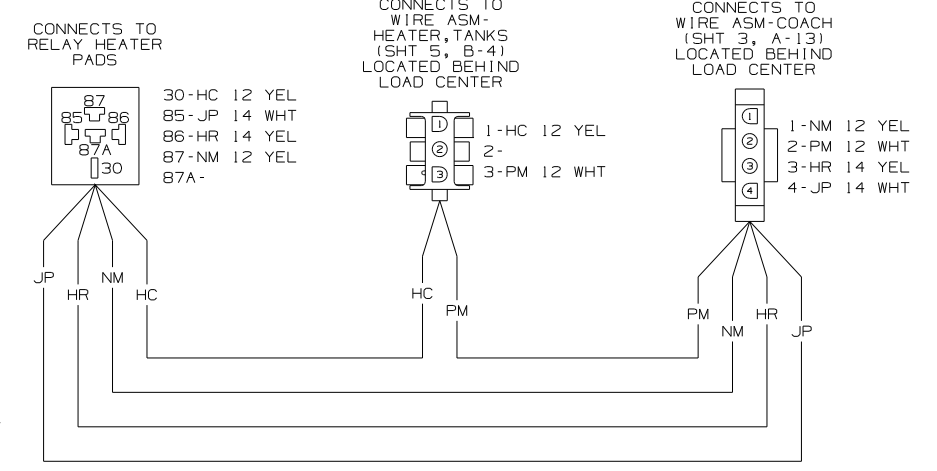 CONNECTS TO
RELAY HEATER
PADS
87
85
86
87A
30
30-HC 12 YEL
85-JP 14 WHT
86-HR 14 YEL
87-NM 12 YEL
87A-
CONNECTS TO
WIRE ASM-
HEATER,TANKS
(SHT 5, B-4)
LOCATED BEHIND
LOAD CENTER
1
2
3
1-HC 12 YEL
2-
3-PM 12 WHT
CONNECTS TO
WIRE ASM-COACH
(SHT 3, A-13)
LOCATED BEHIND
LOAD CENTER
1
2
3
4
1-NM 12 YEL
2-PM 12 WHT
3-HR 14 YEL
4-JP 14 WHT
JP
HR
NM
HC
HC
PM
PM
NM
HR
JP